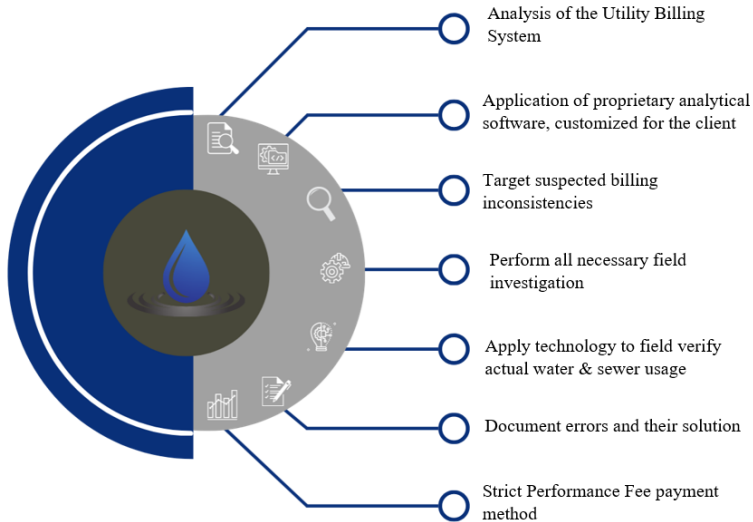 Analysis of the Utility Billing
System
Application of proprietary analytical
software, customized for the client
Target suspected billing
inconsistencies
Perform all necessary field
investigation
Apply technology to field verify
actual water & sewer usage
Document errors and their solution
Strict Performance Fee payment
method